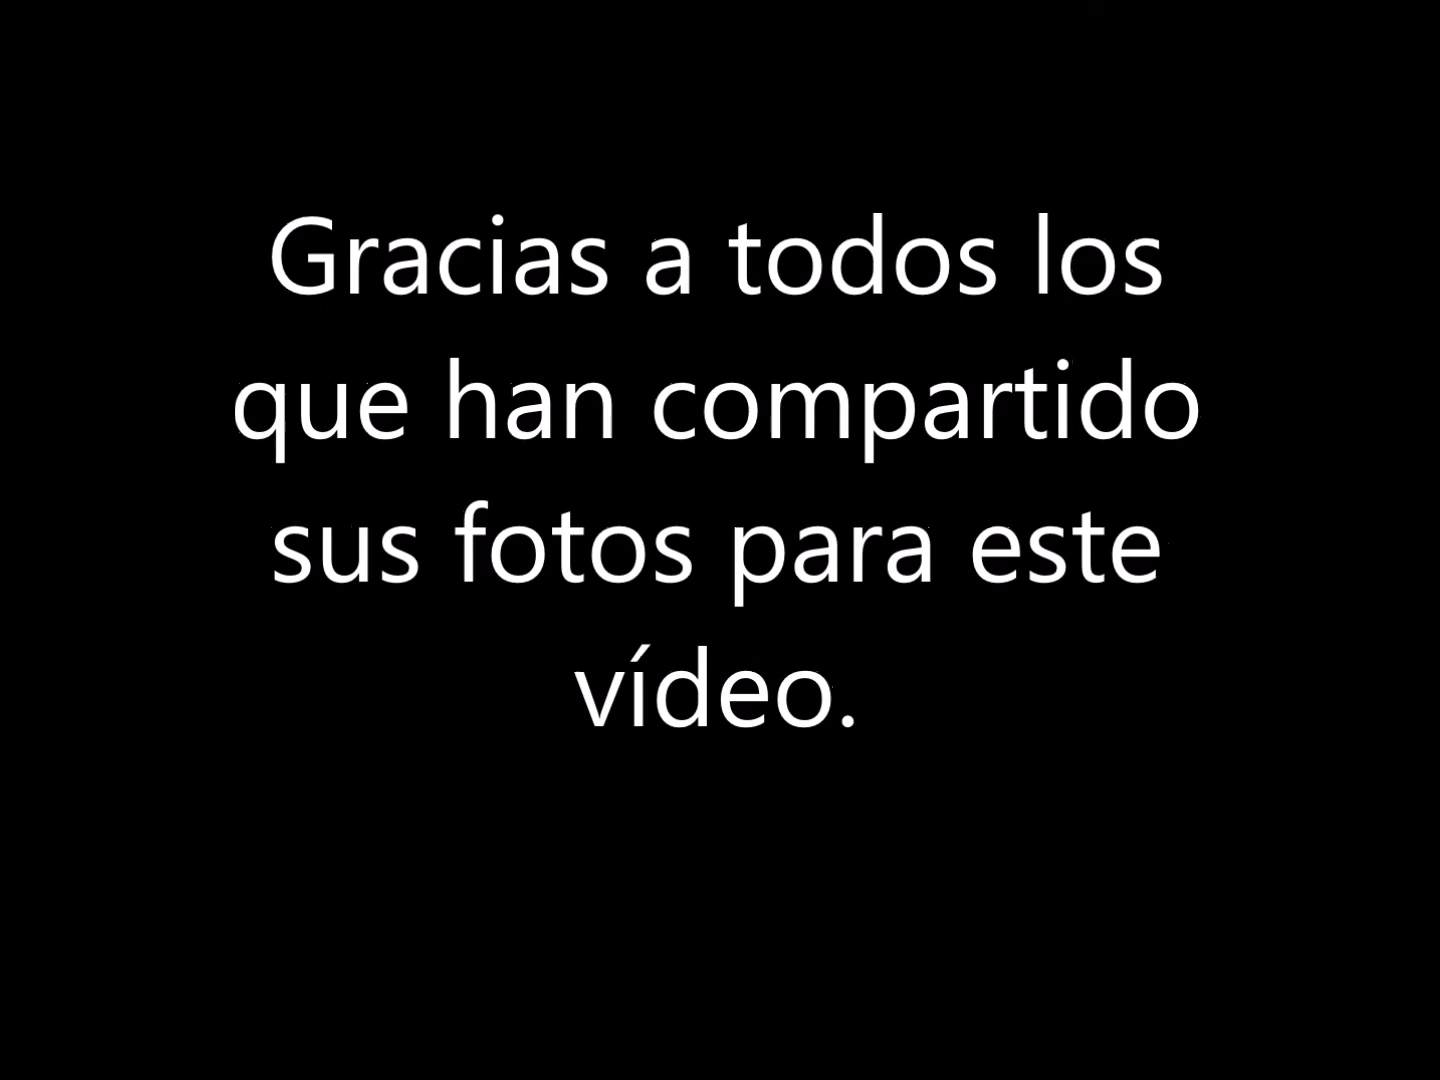 Gracias a todos los
que han compartido
sus fotos para este
vídeo.